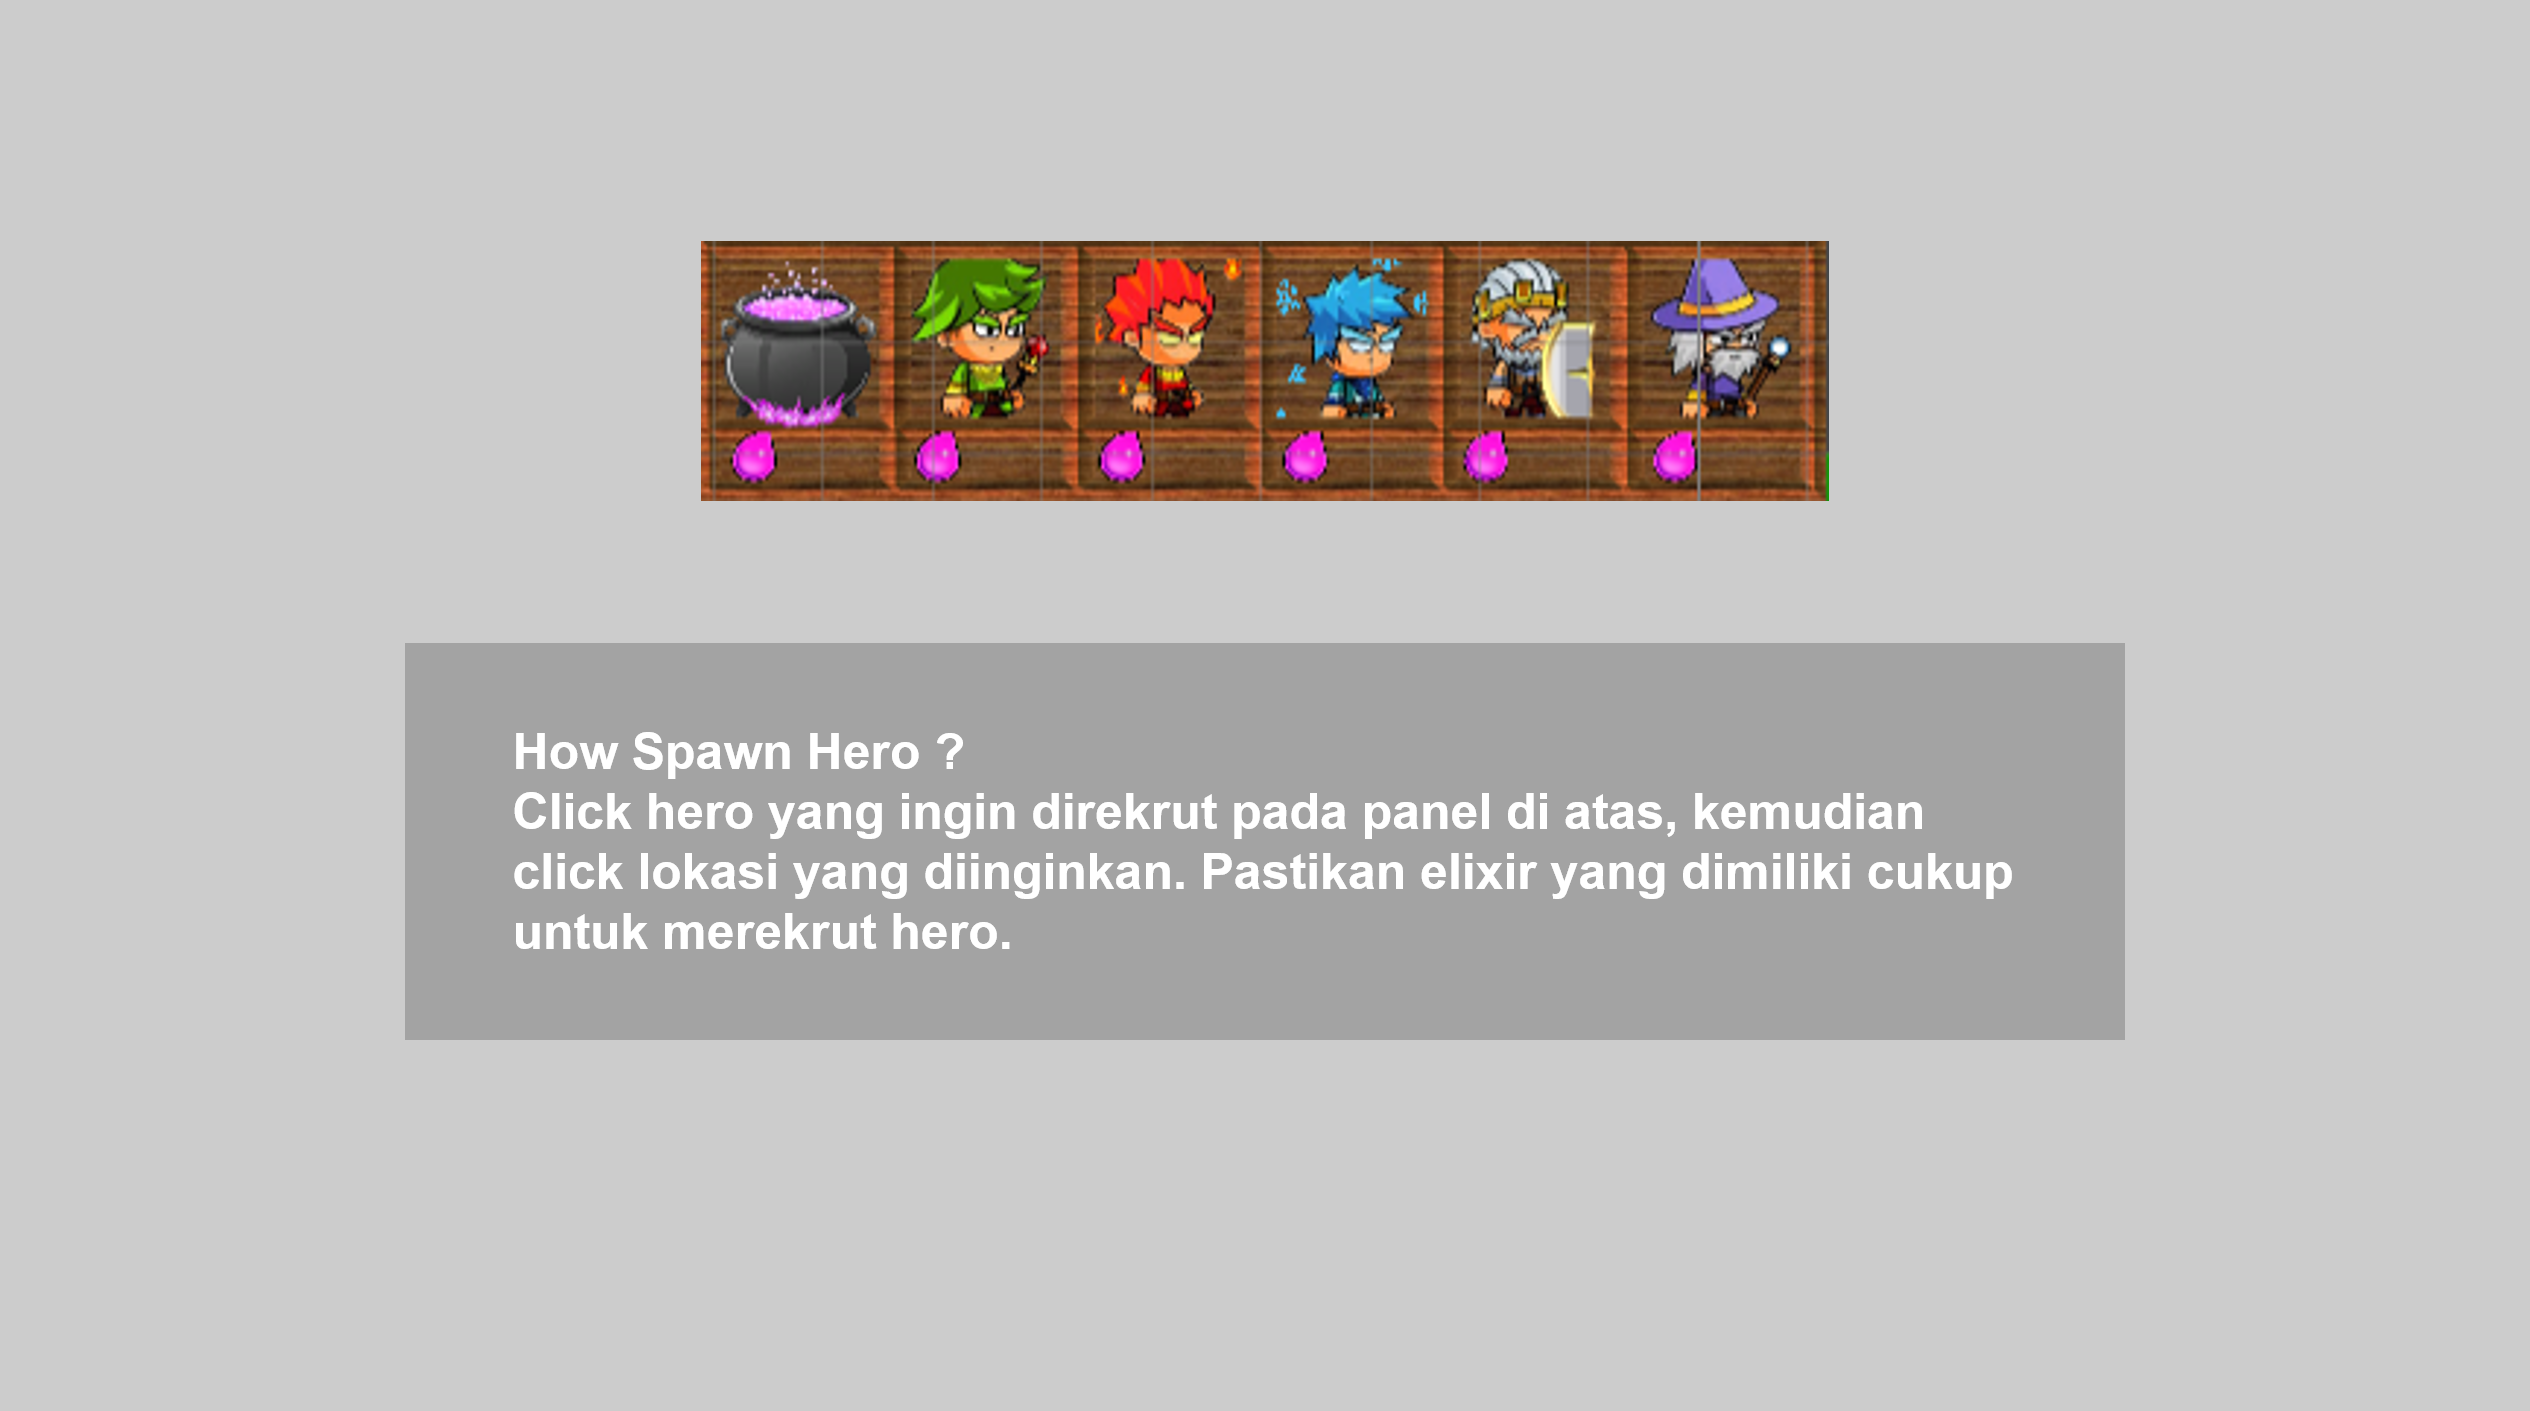 How Spawn Hero ?
Click hero yang ingin direkrut pada panel di atas, kemudian
click lokasi yang diinginkan. Pastikan elixir yang dimiliki cukup
untuk merekrut hero.